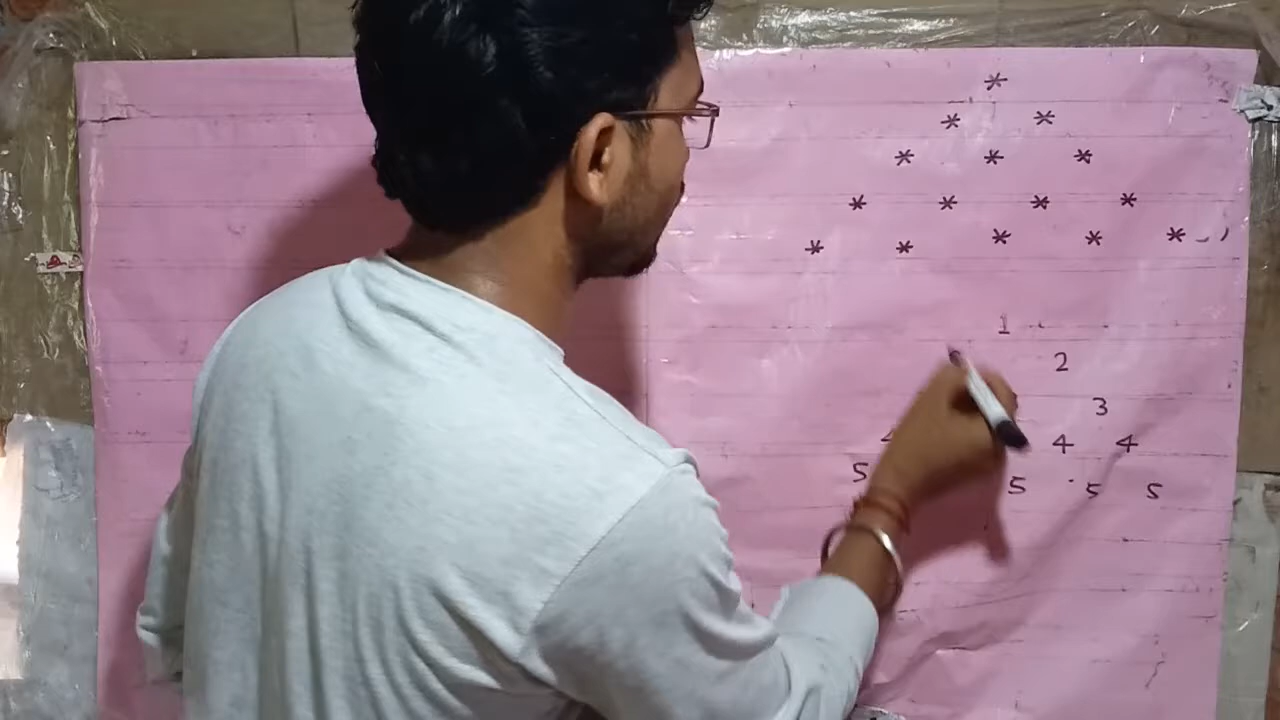 *
* *
* * *
* * * *
* * * * *
1
2
3
4 4
5 5 5 5